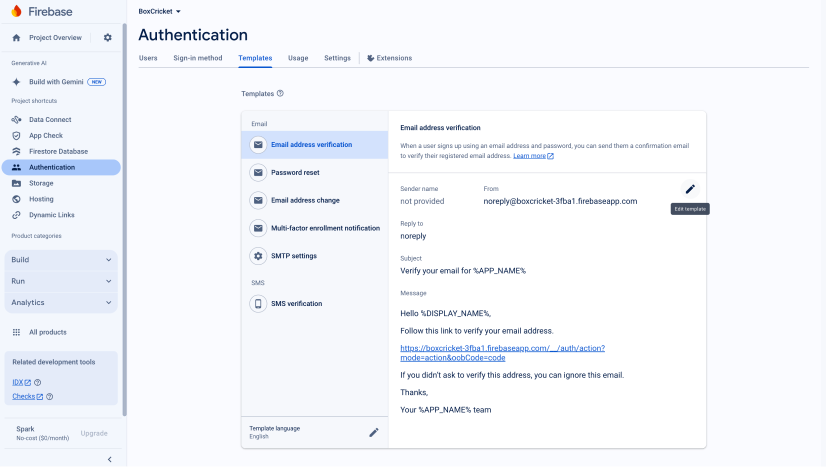 Firebase
Project Overview
Generative AI
Build with Gemini NEW
Project shortcuts
Data Connect
App Check
Firestore Database
Authentication
Storage
Hosting
Dynamic Links
Product categories
Build
Run
Analytics
All products
Related development tools
IDX
Checks
Spark
No-cost ($0/month)
Upgrade
BoxCricket
Authentication
Users Sign-in method Templates Usage Settings Extensions
Templates
Email
Email address verification
Password reset
Email address change
Multi-factor enrollment notification
SMTP settings
SMS
SMS verification
Template language
English
Email address verification
When a user signs up using an email address and password, you can send them a confirmation email
to verify their registered email address. Learn more
Sender name From
not provided noreply@boxcricket-3fba1.firebaseapp.com
Edit template
Reply to
noreply
Subject
Verify your email for %APP_NAME%
Message
Hello %DISPLAY_NAME%,
Follow this link to verify your email address.
https://boxcricket-3fba1.firebaseapp.com/__/auth/action?
mode=action&oobCode=code
If you didn't ask to verify this address, you can ignore this email.
Thanks,
Your %APP_NAME% team